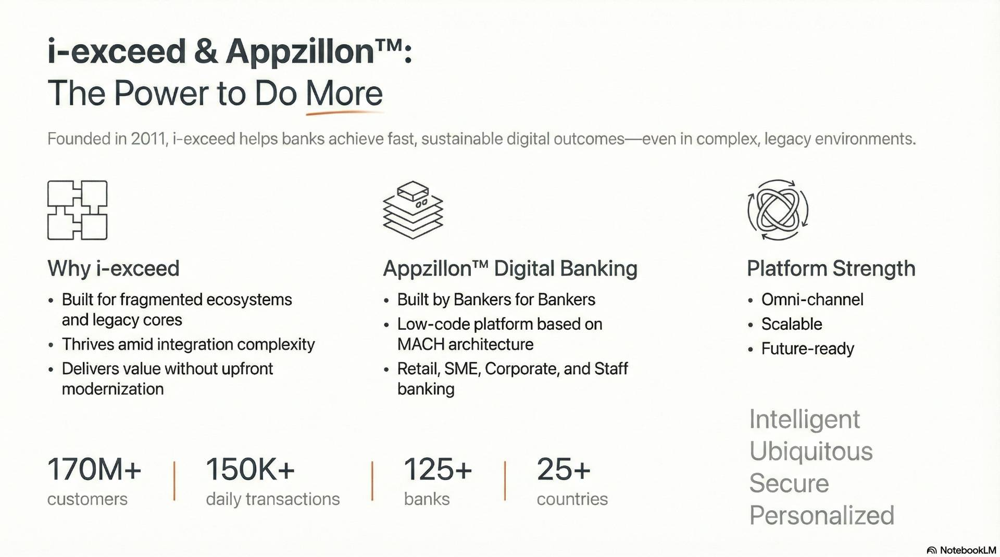 i-exceed & Appzillon™:
The Power to Do More
Founded in 2011, i-exceed helps banks achieve fast, sustainable digital outcomes—even in complex, legacy environments.
Why i-exceed
• Built for fragmented ecosystems
and legacy cores
• Thrives amid integration complexity
• Delivers value without upfront
modernization
Appzillon™ Digital Banking
• Built by Bankers for Bankers
• Low-code platform based on
MACH architecture
• Retail, SME, Corporate, and Staff
banking
Platform Strength
• Omni-channel
• Scalable
• Future-ready
170M+
customers
150K+
daily transactions
125+
banks
25+
countries
Intelligent
Ubiquitous
Secure
Personalized
NotebookLM